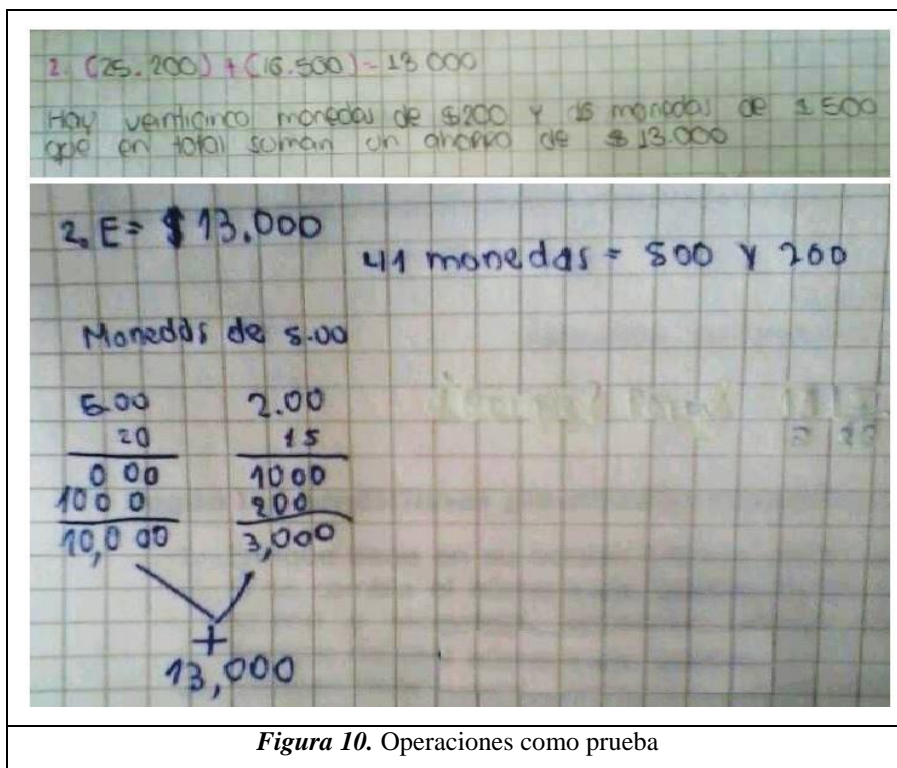 2. (25.200) + (16.500) = 13 000
Hay venticinco monedas de $200 y 16 monedas de $500
que en total suman un ahorro de $13.000
2. E= $ 13.000
41 monedas = 500 y 200
Monedas de 5.00
5.00 2.00
20 15
0 00 1000
100 0 200
10,0 00 3,000
+
13,000
Figura 10. Operaciones como prueba